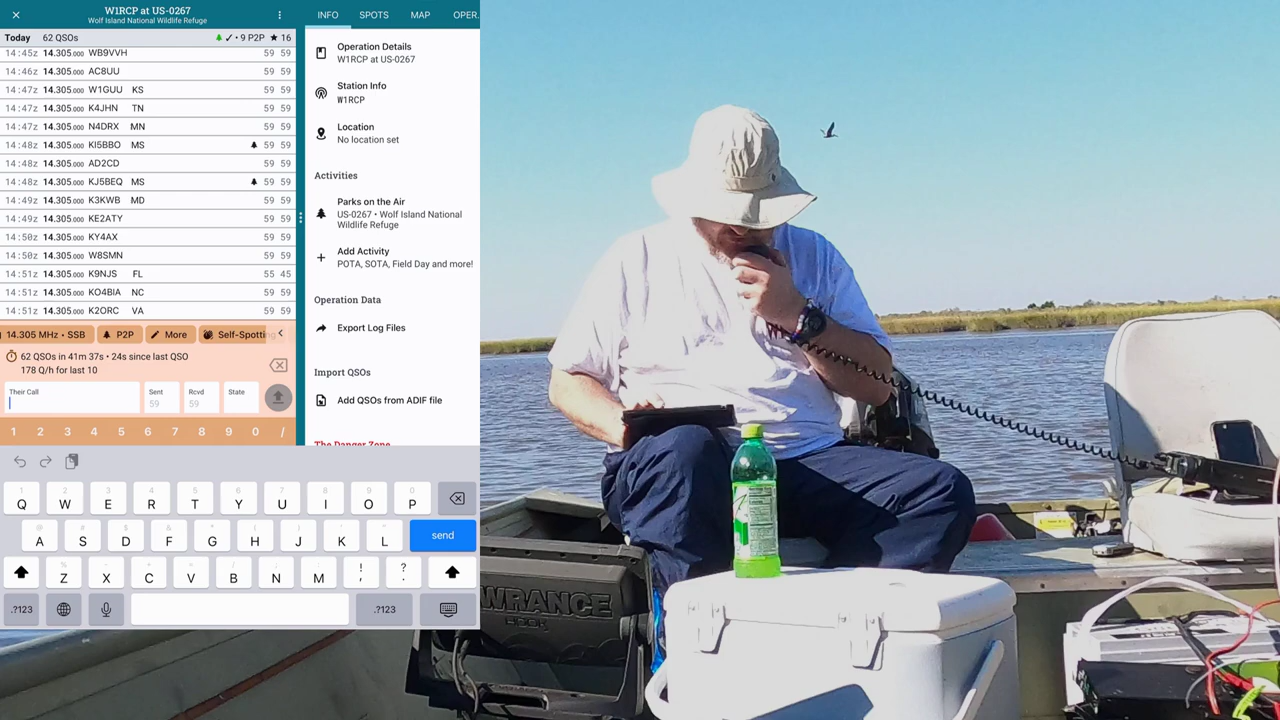 W1RCP at US-0267
Wolf Island National Wildlife Refuge
Today 62 QSOs ✓ • 9 P2P ★ 16
14:45z 14.305.000 WB9VVH 59 59
14:46z 14.305.000 AC8UU 59 59
14:47z 14.305.000 W1GUU KS 59 59
14:47z 14.305.000 K4JHN TN 59 59
14:47z 14.305.000 N4DRX MN 59 59
14:48z 14.305.000 KI5BBO MS 59 59
14:48z 14.305.000 AD2CD 59 59
14:48z 14.305.000 KJ5BEQ MS 59 59
14:49z 14.305.000 K3KWB MD 59 59
14:49z 14.305.000 KE2ATY 59 59
14:50z 14.305.000 KY4AX 59 59
14:50z 14.305.000 W8SMN 59 59
14:51z 14.305.000 K9NJS FL 55 45
14:51z 14.305.000 KO4BIA NC 59 59
14:51z 14.305.000 K2ORC VA 59 59
14.305 MHz • SSB P2P More Self-Spotting
62 QSOs in 41m 37s • 24s since last QSO
178 Q/h for last 10
Their Call Sent Rcvd State
59 59
1 2 3 4 5 6 7 8 9 0 /
INFO SPOTS MAP OPER.
Operation Details
W1RCP at US-0267
Station Info
W1RCP
Location
No location set
Activities
Parks on the Air
US-0267 • Wolf Island National
Wildlife Refuge
Add Activity
POTA, SOTA, Field Day and more!
Operation Data
Export Log Files
Import QSOs
Add QSOs from ADIF file
The Danger Zone
1 2 3 4 5 6 7 8 9 0
Q W E R T Y U I O P
A S D F G H J K L send
Z X C V B N M ! , ? .
.?123 .?123